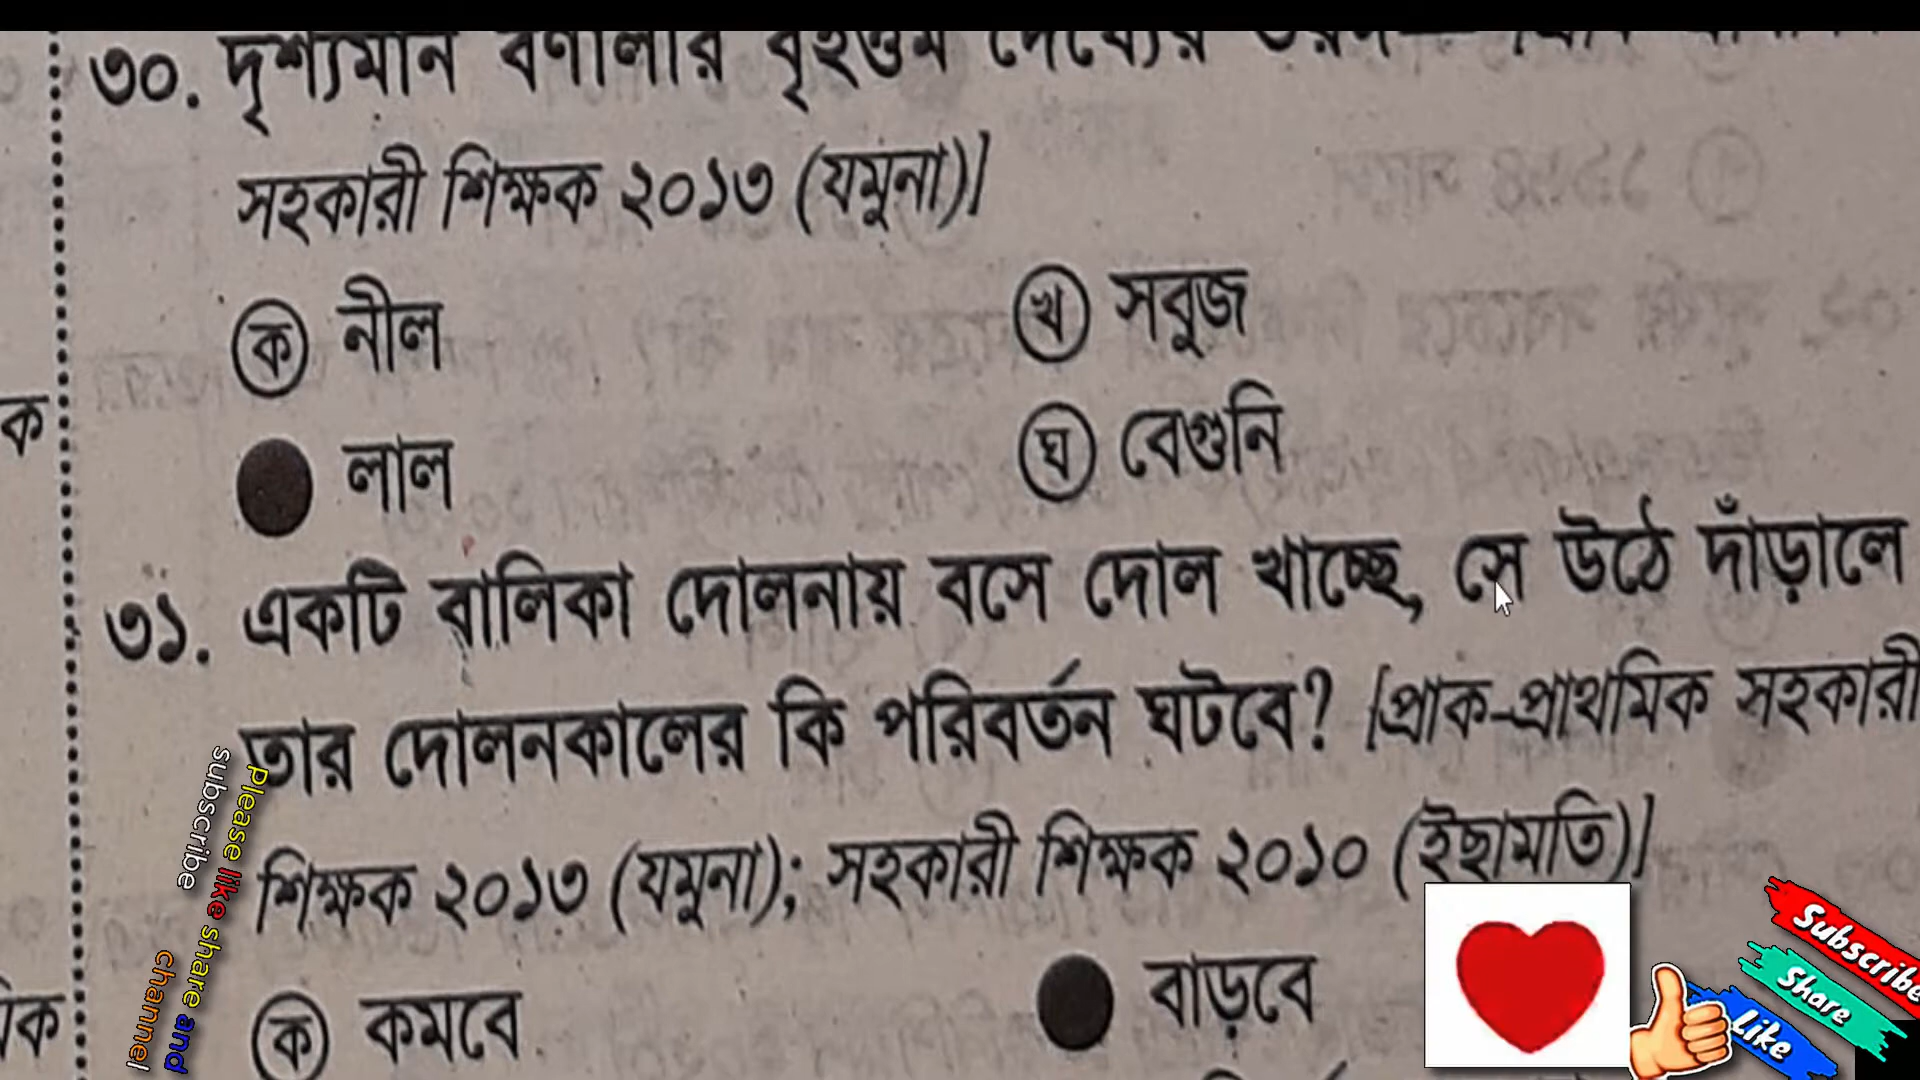 ৩০. দৃশ্যমান বর্ণালীর বৃহত্তম দৈর্ঘ্যের
সহকারী শিক্ষক ২০১৩ (যমুনা)]
ক নীল
খ সবুজ
লাল
ঘ বেগুনি
ক
৩১. একটি বালিকা দোলনায় বসে দোল খাচ্ছে, সে উঠে দাঁড়ালে
তার দোলনকালের কি পরিবর্তন ঘটবে? [প্রাক-প্রাথমিক সহকারী
শিক্ষক ২০১৩ (যমুনা); সহকারী শিক্ষক ২০১০ (ইছামতি)]
ক কমবে
বাড়বে
please like share and
subscribe
channel
Subscribe
Share
Like